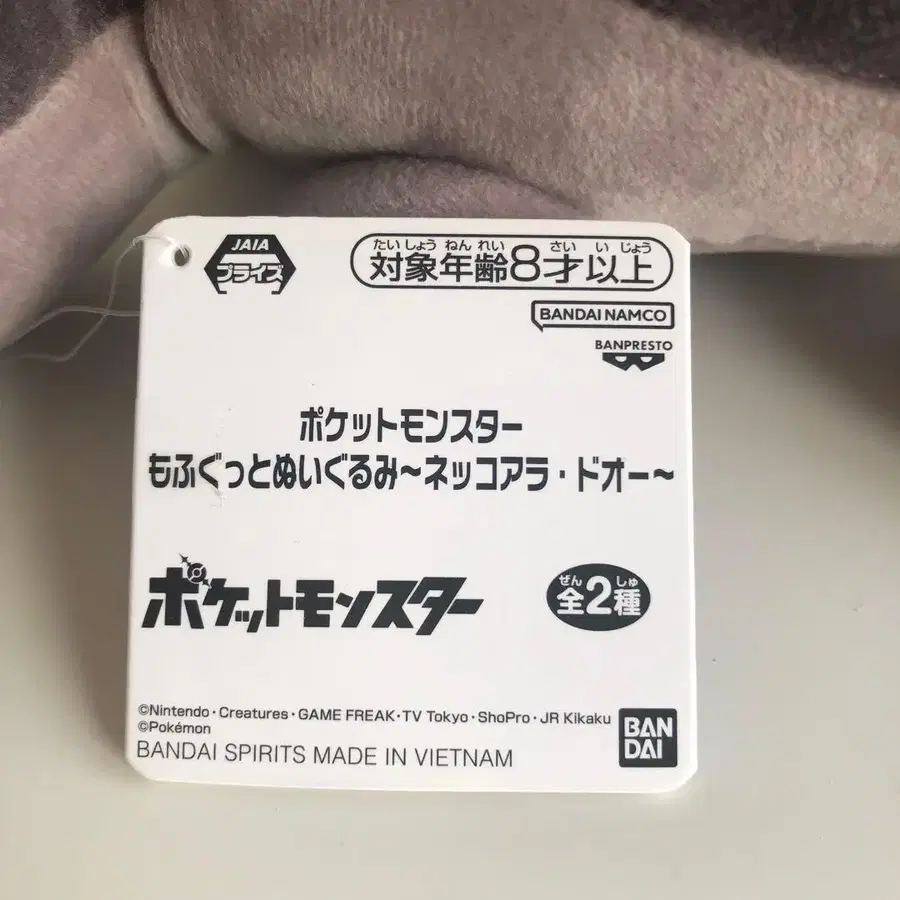 JAIA
プライズ
たいしょうねんれい さい いじょう
対象年齢8才以上
BANDAI NAMCO
BANPRESTO
ポケットモンスター
もふぐっとぬいぐるみ～ネッコアラ・ドオー～
ポケットモンスター
ぜん しゅ
全2種
©Nintendo・Creatures・GAME FREAK・TV Tokyo・ShoPro・JR Kikaku
©Pokémon
BANDAI SPIRITS MADE IN VIETNAM
BAN
DAI